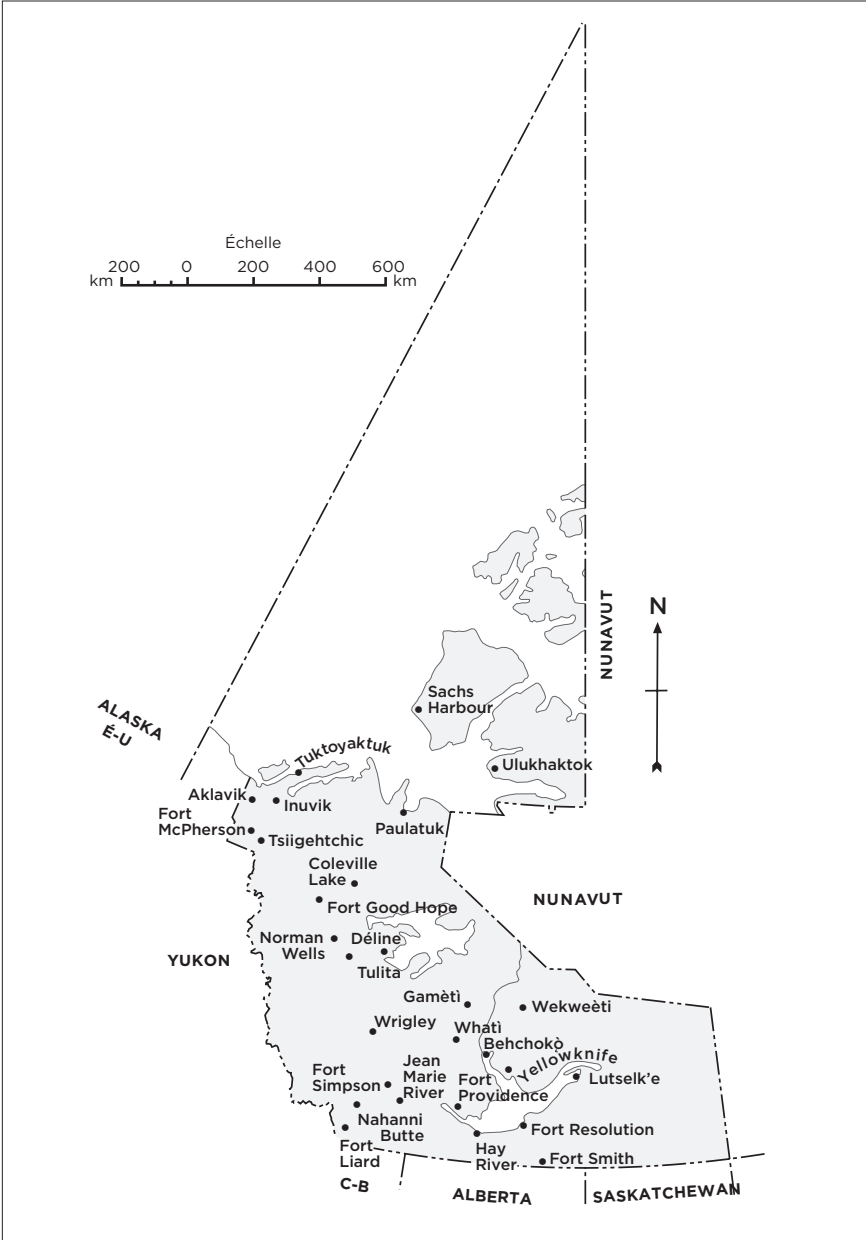 Échelle
200 0 200 400 600
km km
N
NUNAVUT
Sachs
Harbour
ALASKA
É-U
Tuktoyaktuk
Ulukhaktok
Aklavik
Inuvik
Fort
McPherson
Paulatuk
Tsiigehtchic
Coleville
Lake
NUNAVUT
Fort Good Hope
Norman
Wells
Déline
YUKON
Tulita
Gamètì
Wekweèti
Wrigley
Whatì
Behchokò
Yellowknife
Fort
Simpson
Jean
Marie
River
Fort
Providence
Lutselk'e
Nahanni
Butte
Fort Resolution
Fort
Liard
Hay
River
Fort Smith
C-B
ALBERTA
SASKATCHEWAN